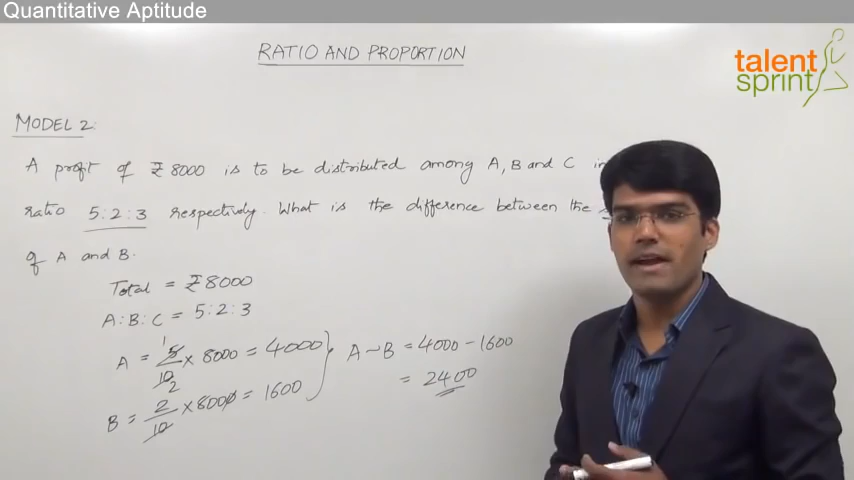 Quantitative Aptitude
RATIO AND PROPORTION
talent
sprint
MODEL 2:
A profit of ₹ 8000 is to be distributed among A, B and C in
ratio 5:2:3 respectively. What is the difference between the
of A and B.
Total = ₹8000
A:B:C = 5:2:3
A = 5/10 × 8000 = 4000
1
2
B = 2/10 × 8000 = 1600
A ~ B = 4000 - 1600
= 2400